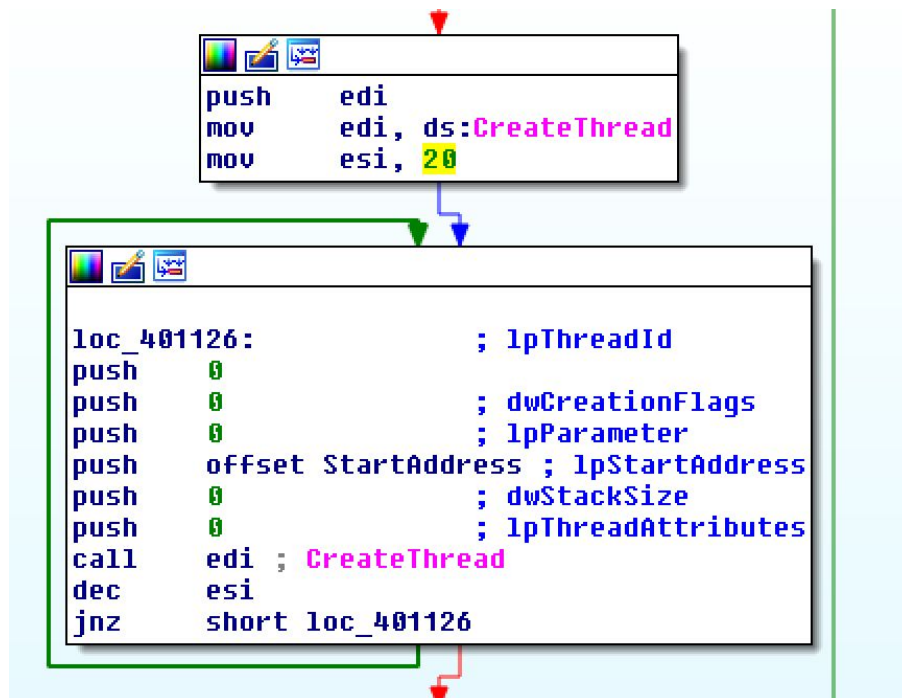 push edi
mov edi, ds:CreateThread
mov esi, 20
loc_401126: ; lpThreadId
push 0
push 0 ; dwCreationFlags
push 0 ; lpParameter
push offset StartAddress ; lpStartAddress
push 0 ; dwStackSize
push 0 ; lpThreadAttributes
call edi ; CreateThread
dec esi
jnz short loc_401126